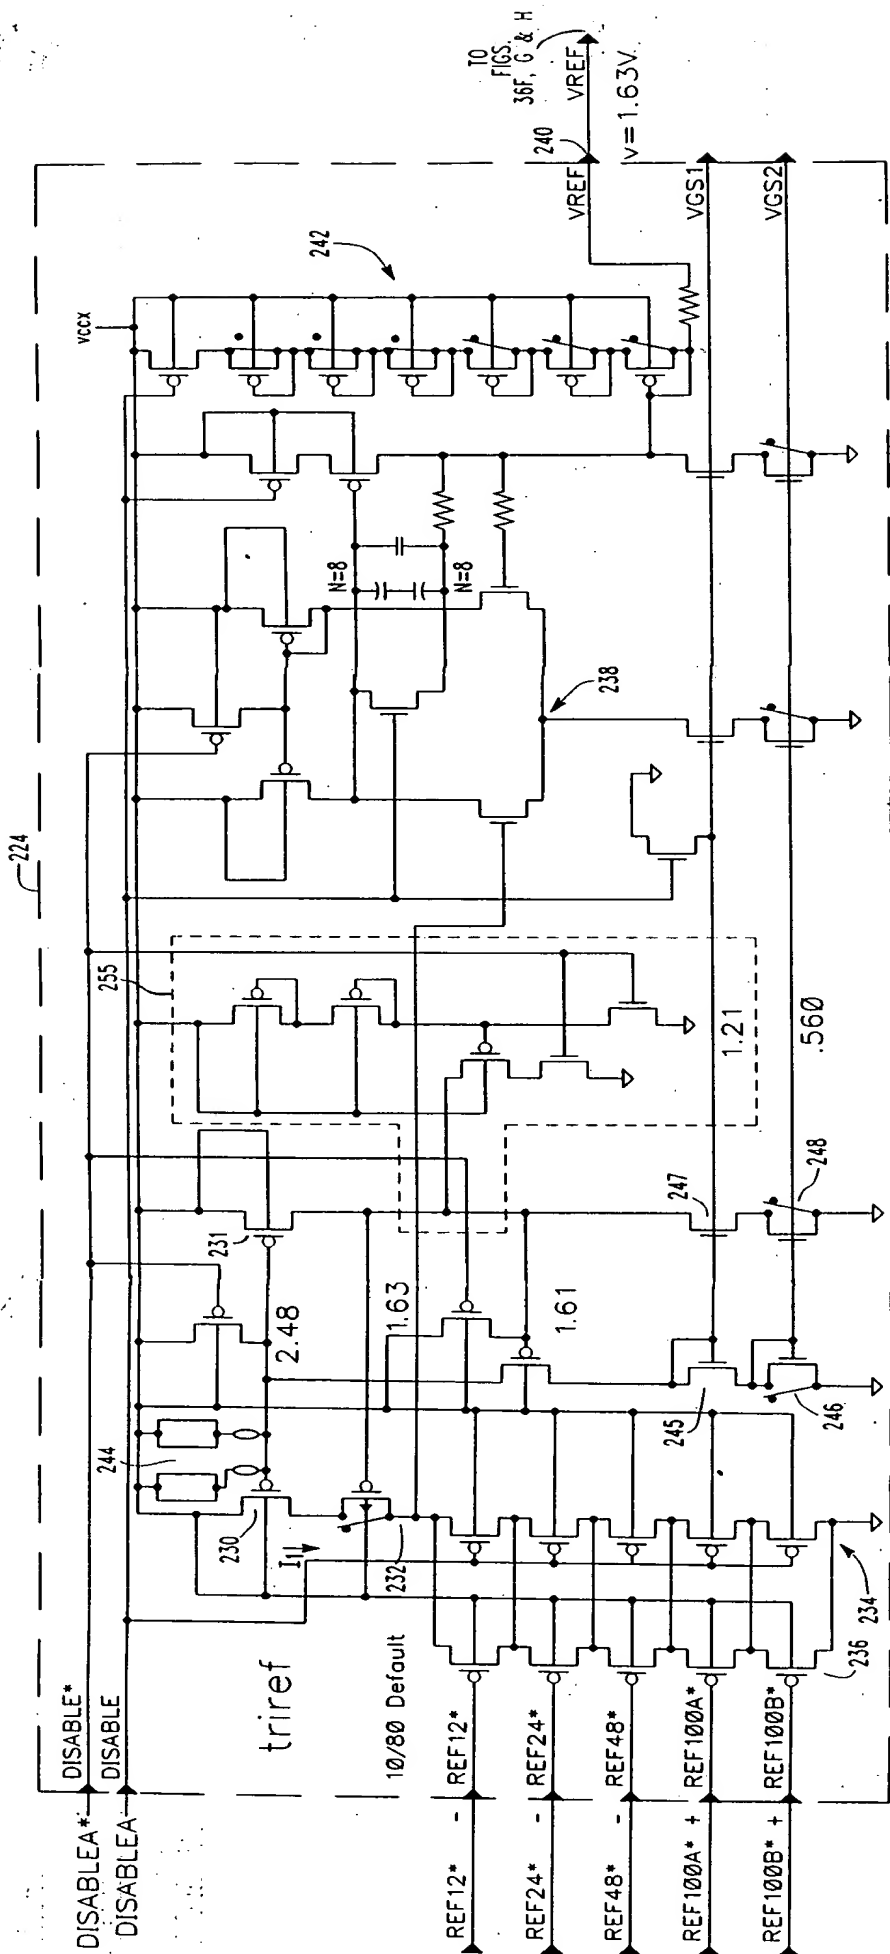 224
DISABLEA*
DISABLE*
DISABLEA
DISABLE
triref
10/80 Default
REF12* -
REF12*
REF24* -
REF24*
REF48* -
REF48*
REF100A* +
REF100A*
REF100B* +
REF100B*
244
230
I1
232
234
236
231
2.48
1.63
1.61
245
246
247
248
255
1.21
.560
238
N=8
N=8
VCCX
242
VREF
240
VREF
TO
FIGS.
36F, G & H
V=1.63V
VGS1
VGS2